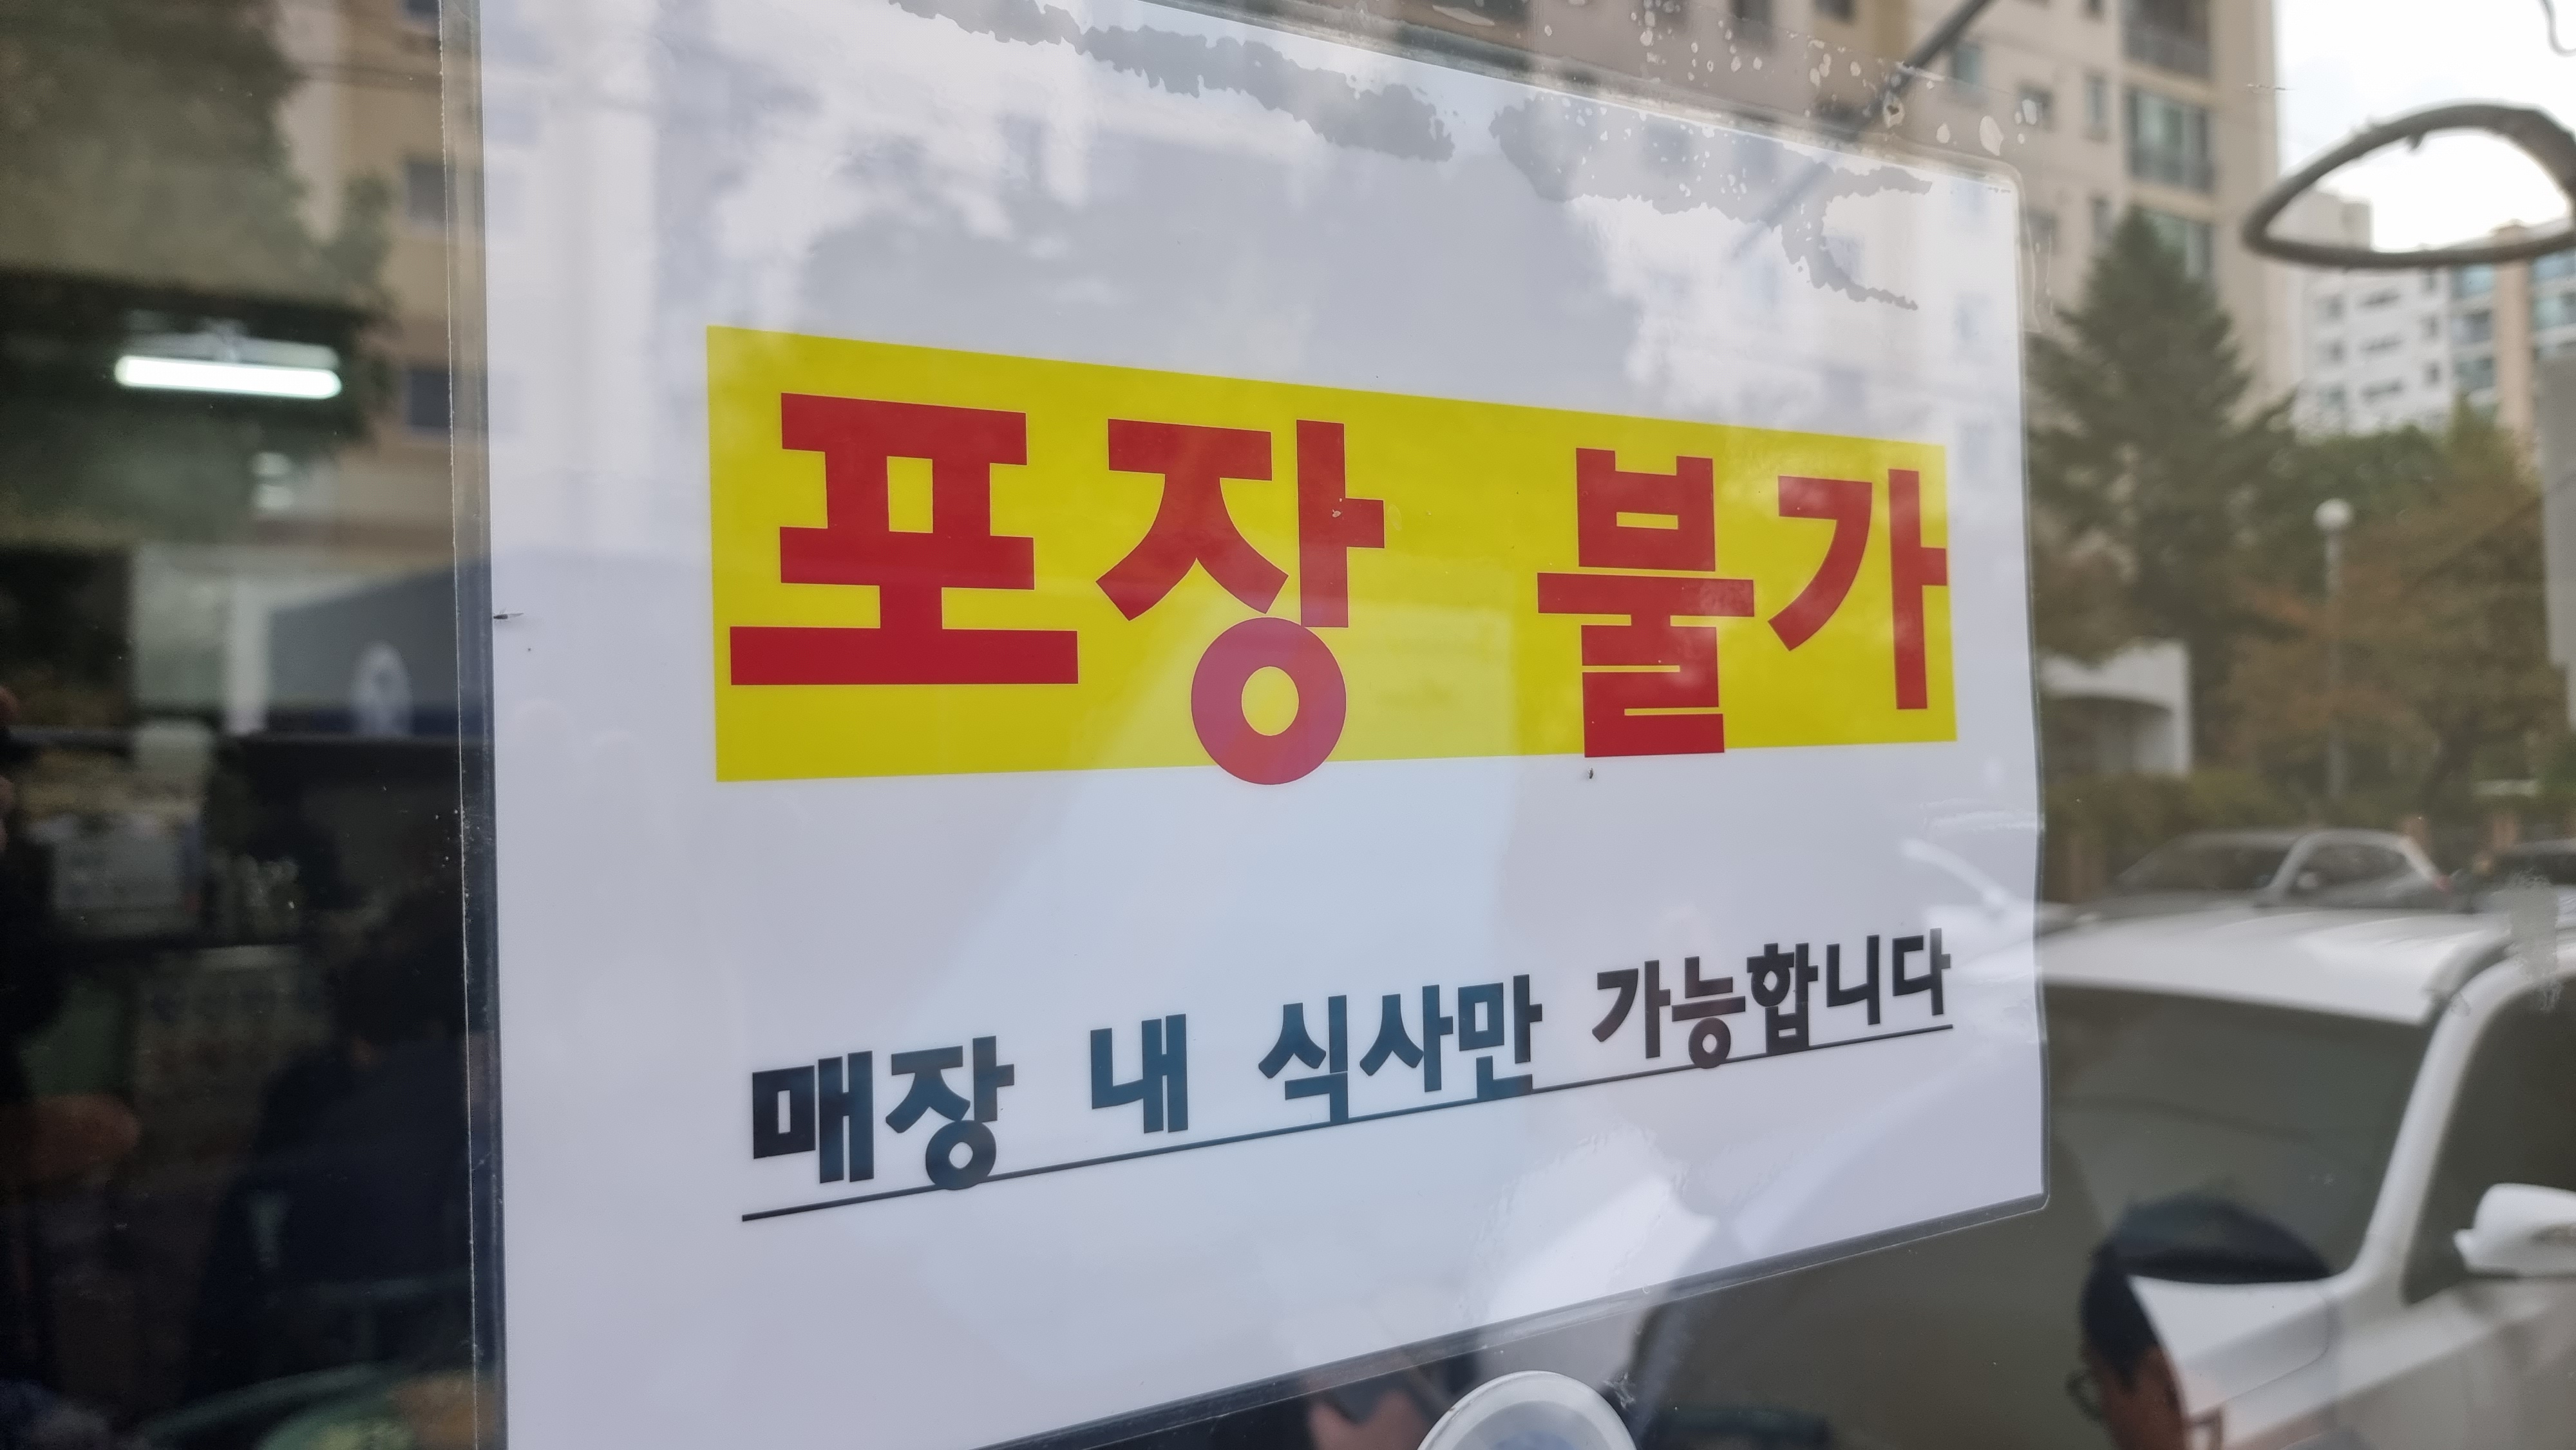 포장 불가
매장 내 식사만 가능합니다